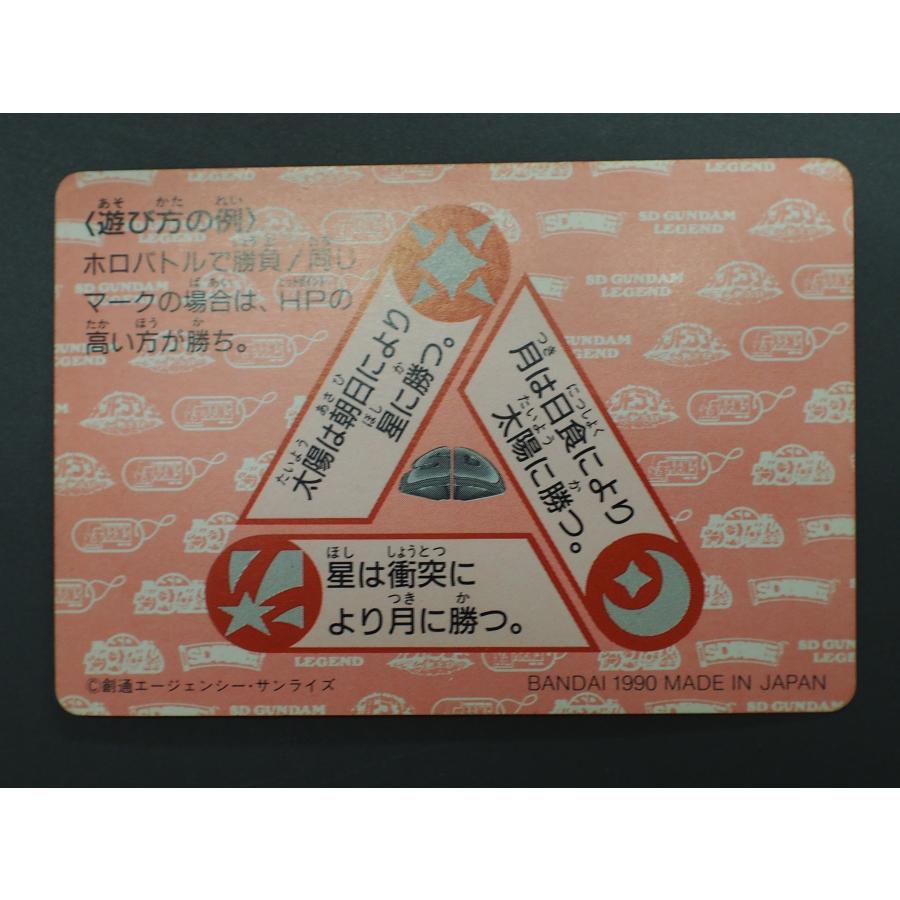 〈遊び方の例〉
ホロバトルで勝負！同じ
マークの場合は、HPの
高い方が勝ち。
太陽は朝日により
星に勝つ。
月は日食により
太陽に勝つ。
星は衝突に
より月に勝つ。
©創通エージェンシー・サンライズ
BANDAI 1990 MADE IN JAPAN
SD GUNDAM
LEGEND